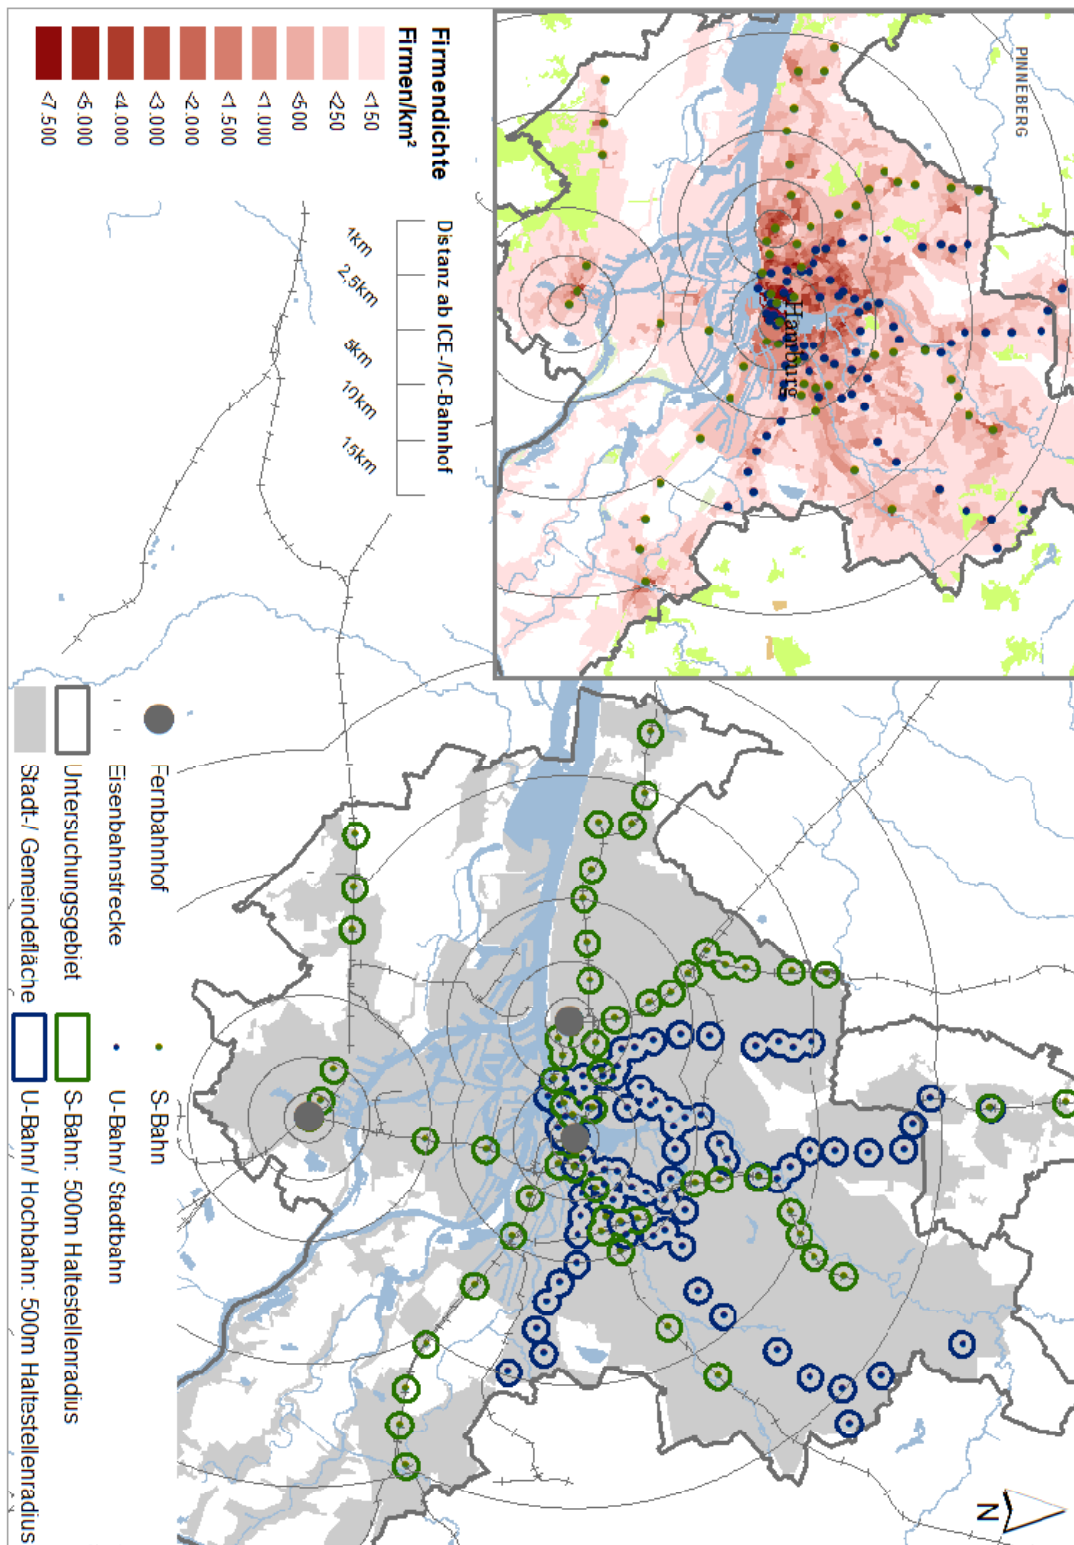 PINNEBERG
Hamburg
Firmendichte
Firmen/km²
<150
<250
<500
<1.000
<1.500
<2.000
<3.000
<4.000
<5.000
<7.500
Distanz ab ICE-/IC-Bahnhof
1km
2,5km
5km
10km
15km
Fernbahnhof
Eisenbahnstrecke
Untersuchungsgebiet
Stadt-/ Gemeindefläche
S-Bahn
U-Bahn/ Stadtbahn
S-Bahn: 500m Haltestellenradius
U-Bahn/ Hochbahn: 500m Haltestellenradius
N